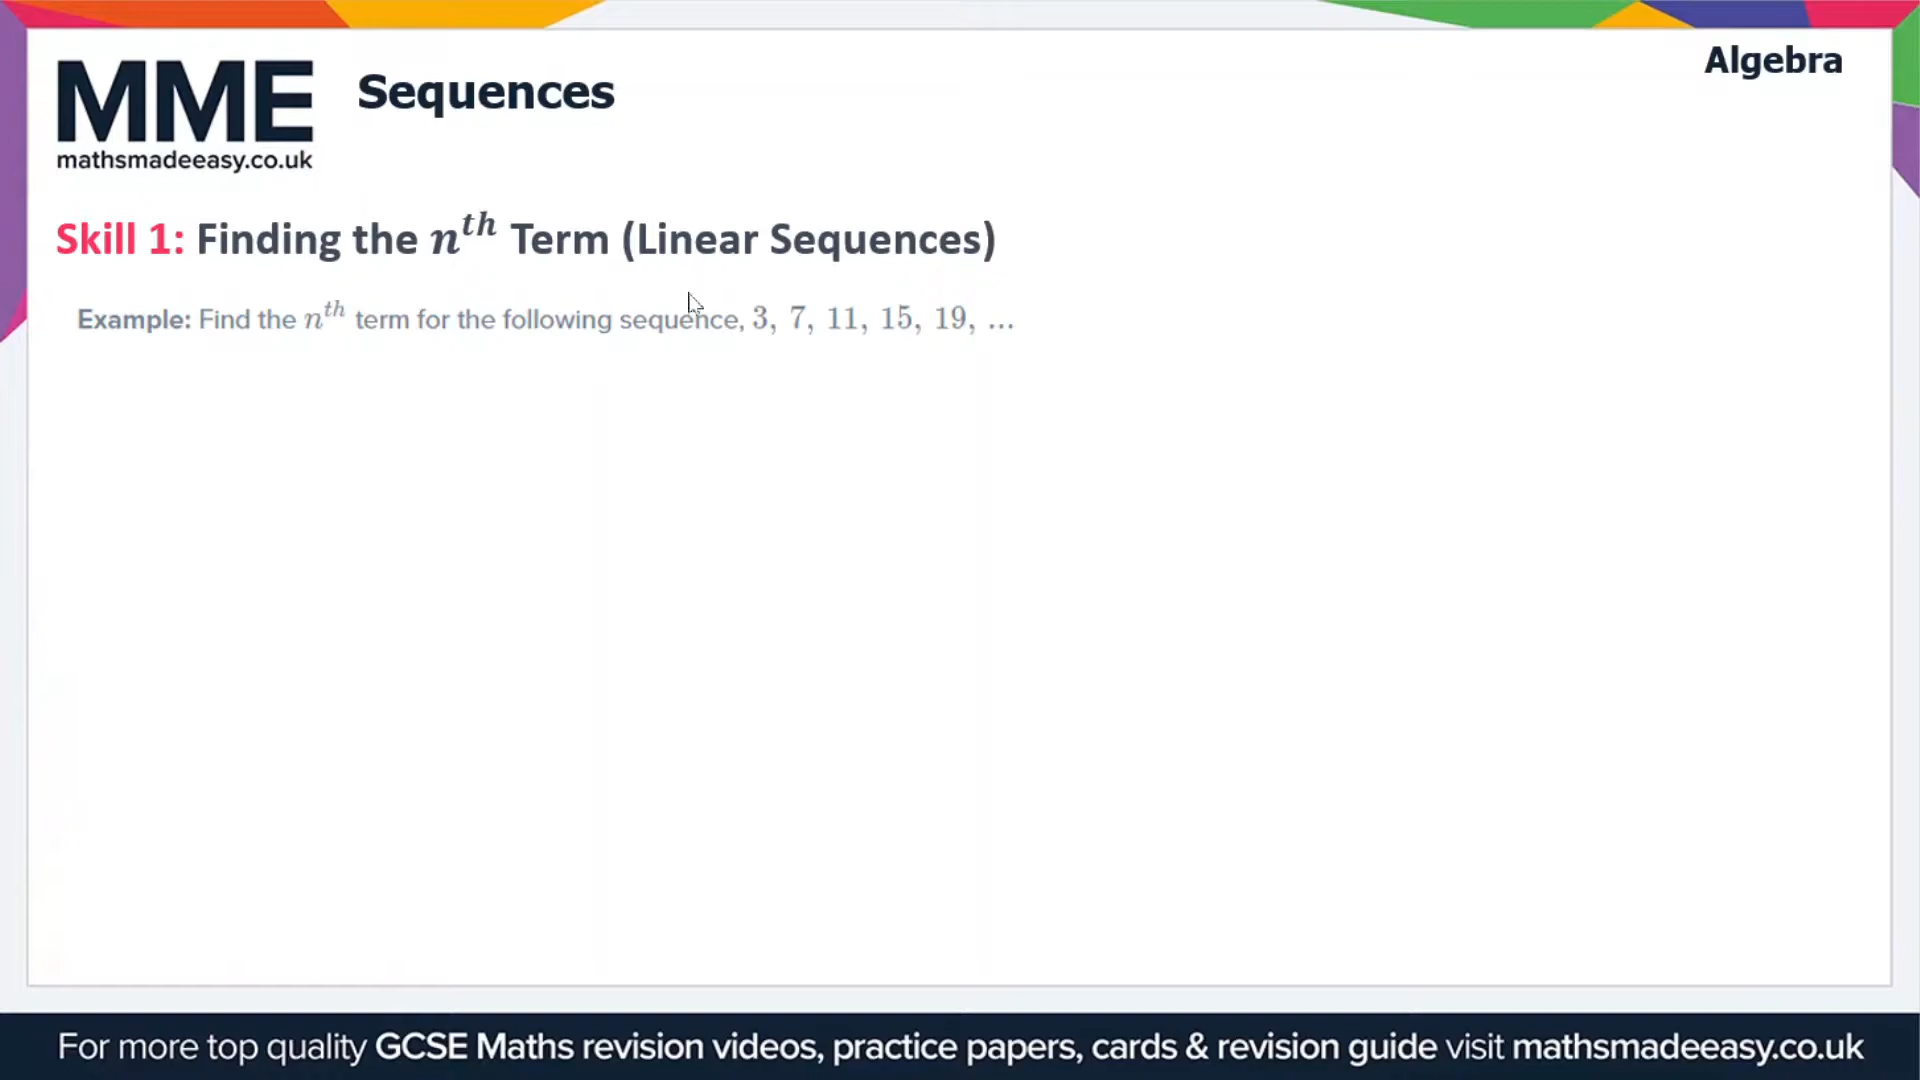 MME
mathsmadeeasy.co.uk
Sequences
Algebra
Skill 1: Finding the n^th Term (Linear Sequences)
Example: Find the n^th term for the following sequence, 3, 7, 11, 15, 19, ...
For more top quality GCSE Maths revision videos, practice papers, cards & revision guide visit mathsmadeeasy.co.uk